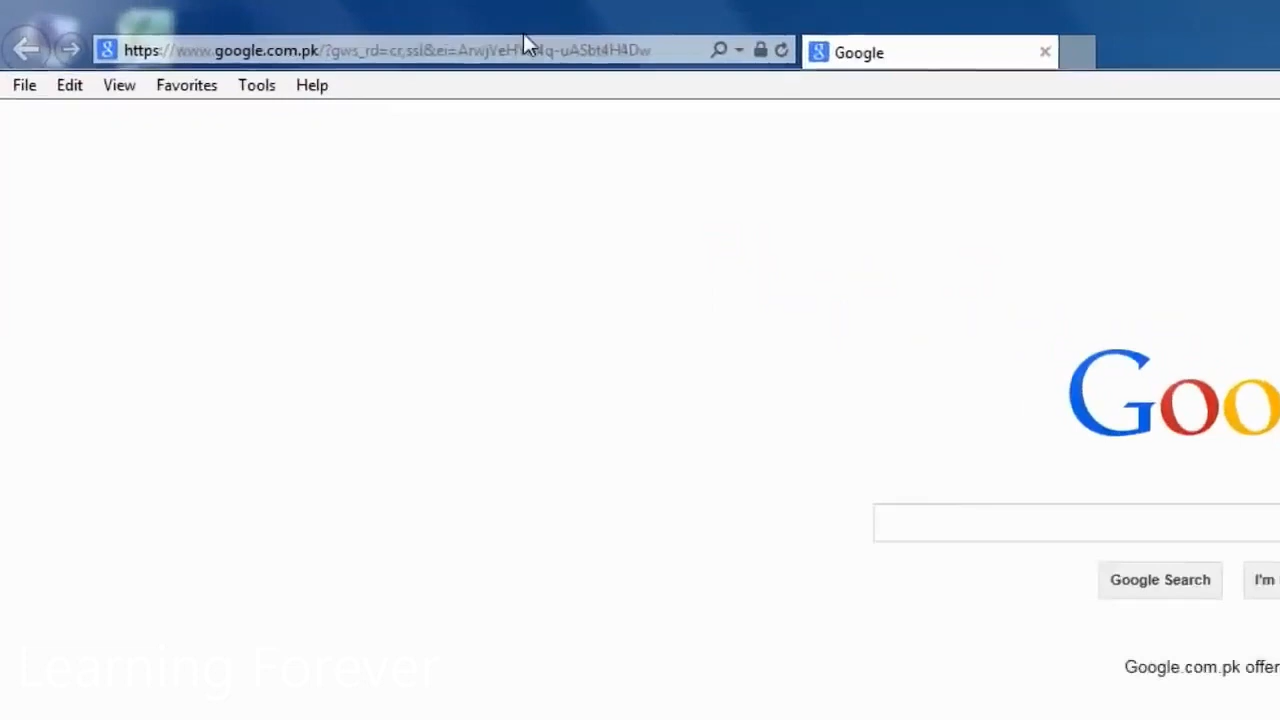 https://www.google.com.pk/?gws_rd=cr,ssl&ei=ArwjVeH
Google
File Edit View Favorites Tools Help
Goo
Google Search
I'm
Google.com.pk offer
Learning Forever